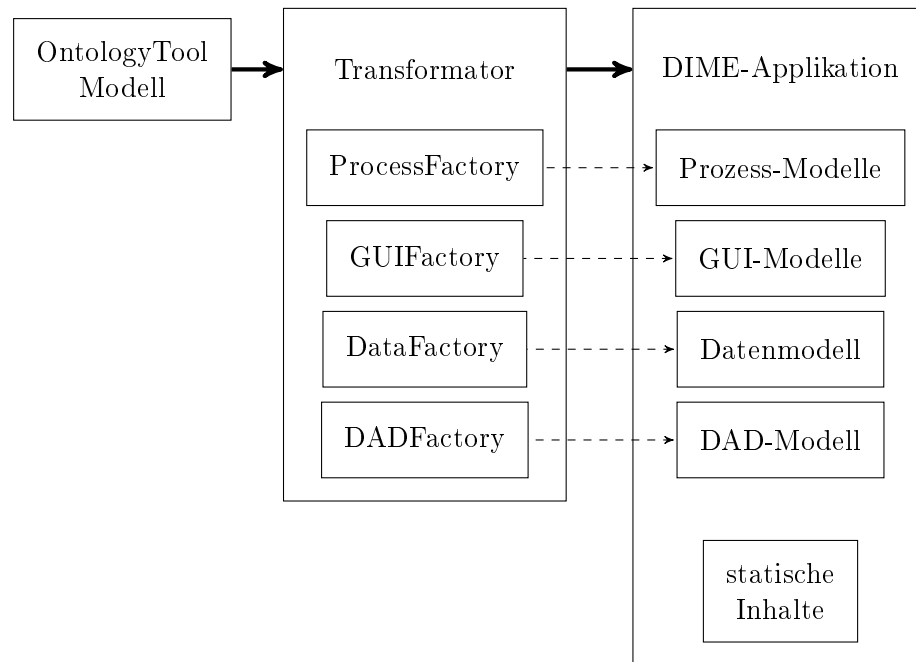 OntologyTool
Modell
Transformator
ProcessFactory
GUIFactory
DataFactory
DADFactory
DIME-Applikation
Prozess-Modelle
GUI-Modelle
Datenmodell
DAD-Modell
statische
Inhalte